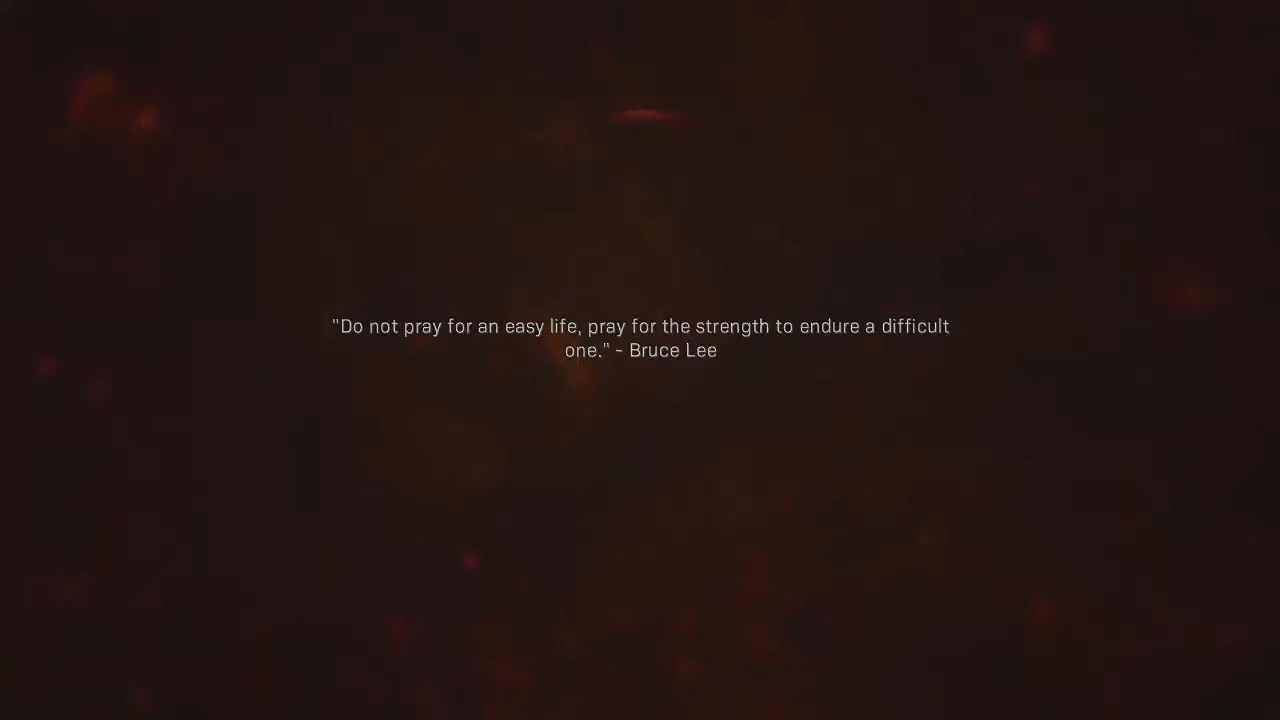 "Do not pray for an easy life, pray for the strength to endure a difficult
one." - Bruce Lee